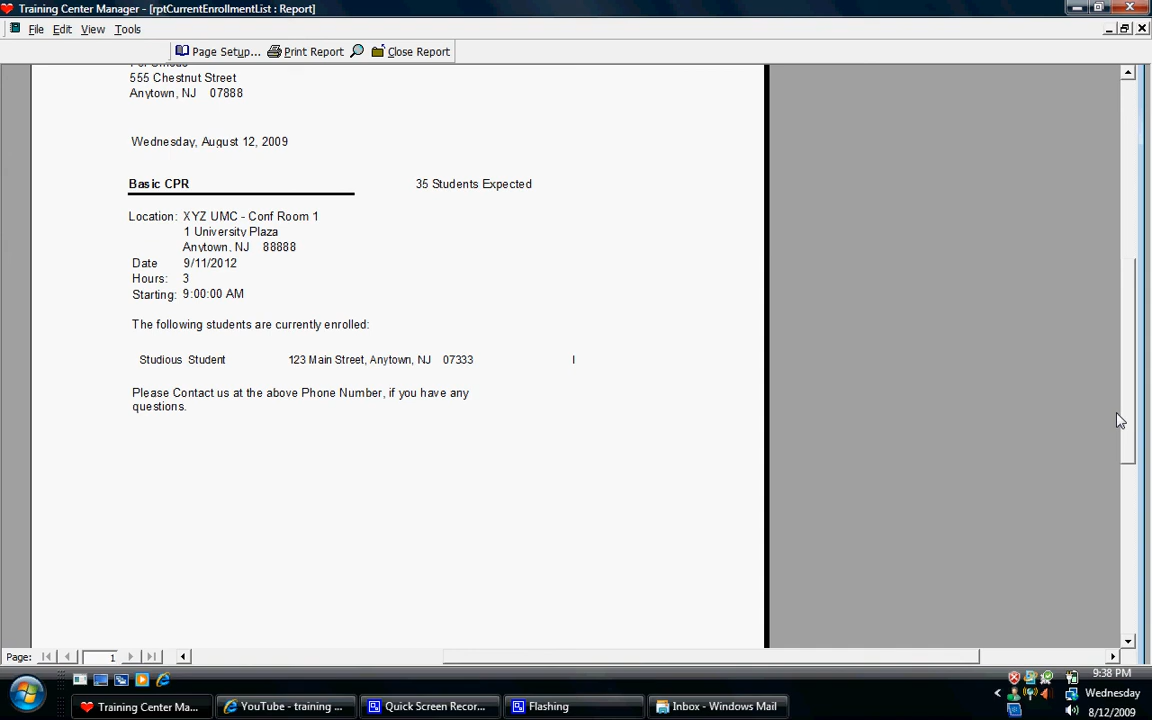 Training Center Manager - [rptCurrentEnrollmentList : Report]
File Edit View Tools
Page Setup... Print Report Close Report
555 Chestnut Street
Anytown, NJ 07888
Wednesday, August 12, 2009
Basic CPR 35 Students Expected
Location: XYZ UMC - Conf Room 1
1 University Plaza
Anytown, NJ 88888
Date 9/11/2012
Hours: 3
Starting: 9:00:00 AM
The following students are currently enrolled:
Studious Student 123 Main Street, Anytown, NJ 07333 I
Please Contact us at the above Phone Number, if you have any
questions.
Page: 1
9:38 PM
Training Center Ma... YouTube - training ... Quick Screen Recor... Flashing Inbox - Windows Mail Wednesday
8/12/2009